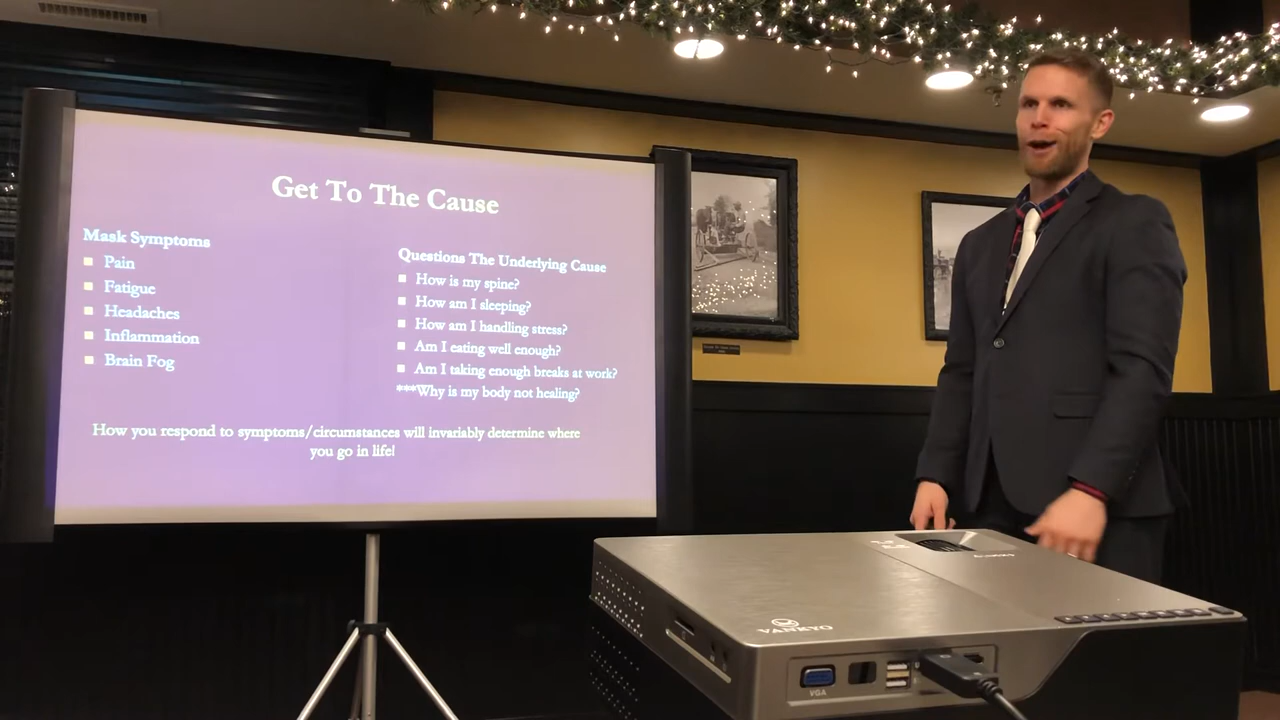 Get To The Cause
Mask Symptoms
Pain
Fatigue
Headaches
Inflammation
Brain Fog
Questions The Underlying Cause
How is my spine?
How am I sleeping?
How am I handling stress?
Am I eating well enough?
Am I taking enough breaks at work?
***Why is my body not healing?
How you respond to symptoms/circumstances will invariably determine where
you go in life!
VANKYO
VGA